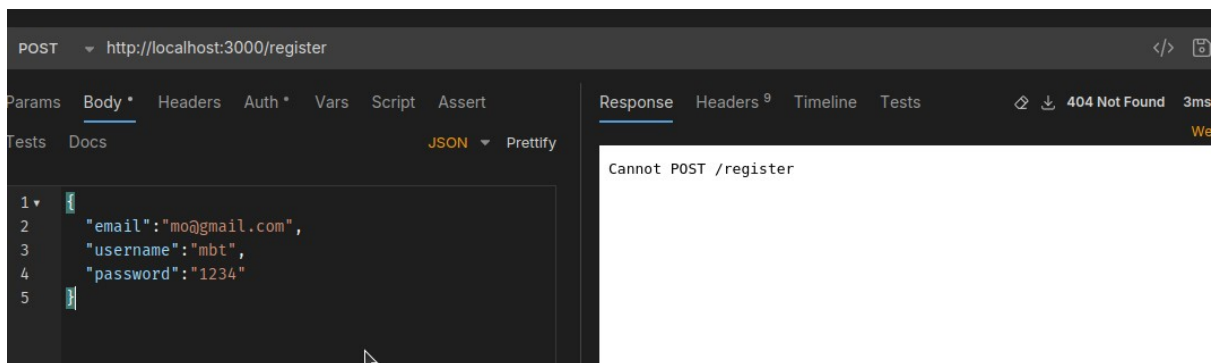 POST http://localhost:3000/register </>
Params Body Headers Auth Vars Script Assert
Tests Docs JSON Prettify
1 {
2 "email":"mo@gmail.com",
3 "username":"mbt",
4 "password":"1234"
5 }
Response Headers 9 Timeline Tests 404 Not Found 3ms
We
Cannot POST /register